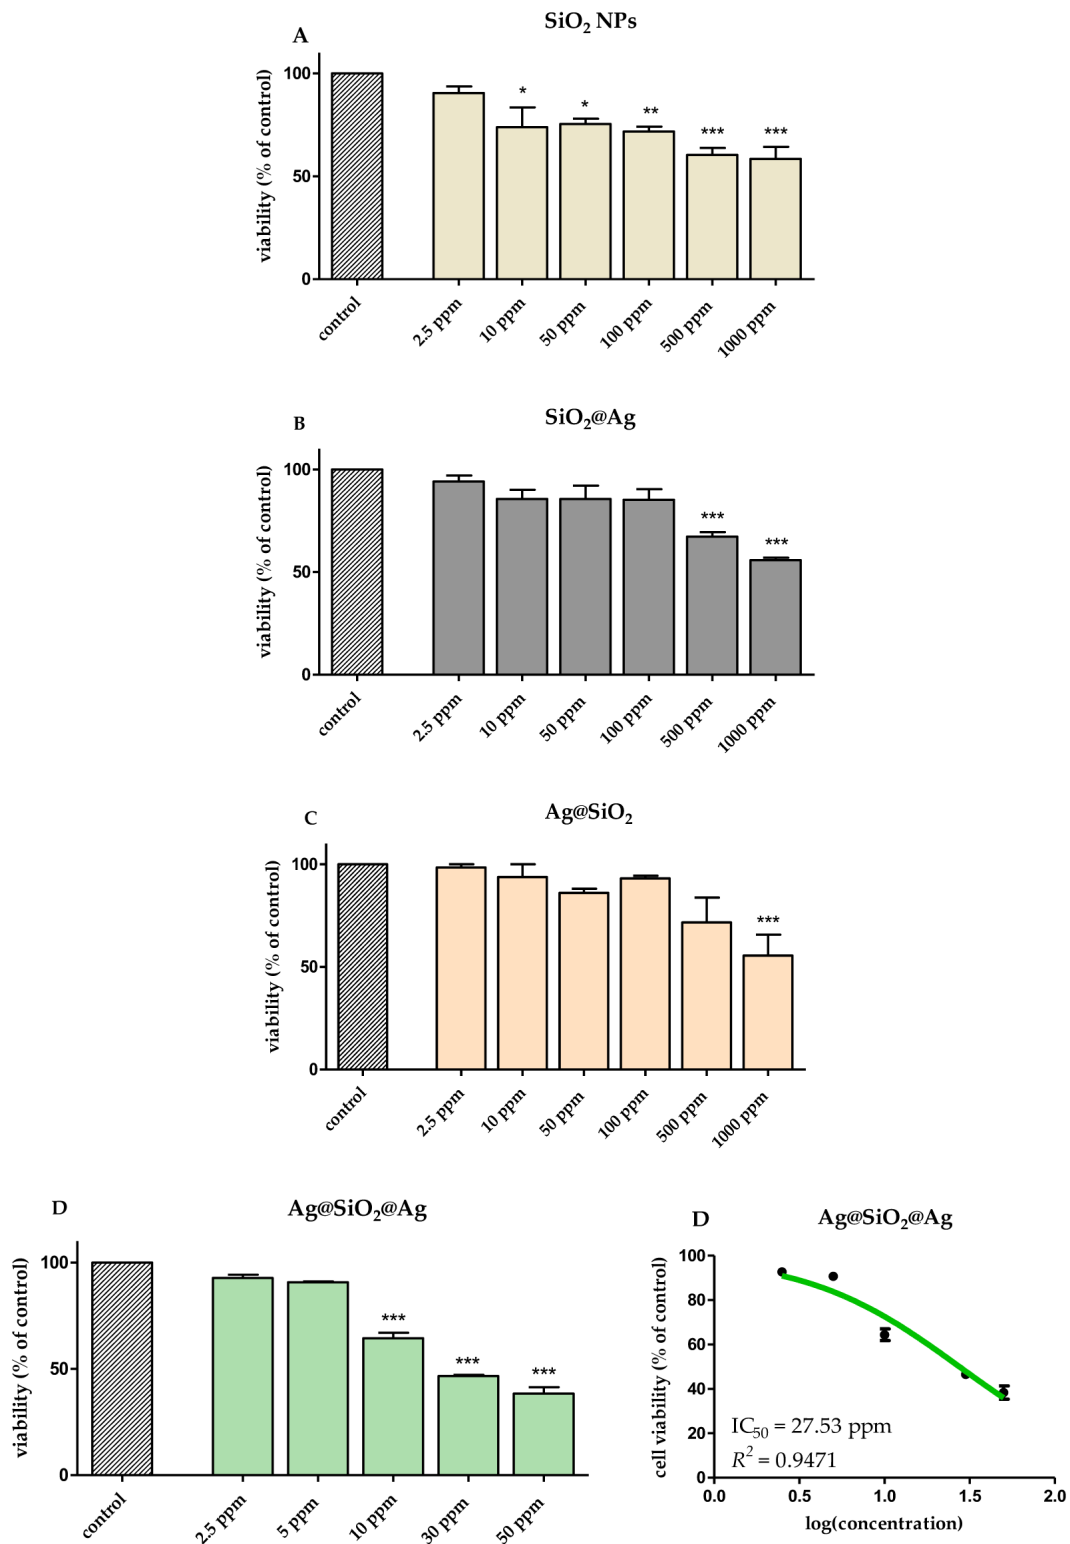 A
SiO₂ NPs
viability (% of control)
100
50
0
* * ** *** ***
control 2.5 ppm 10 ppm 50 ppm 100 ppm 500 ppm 1000 ppm
B
SiO₂@Ag
viability (% of control)
100
50
0
*** ***
control 2.5 ppm 10 ppm 50 ppm 100 ppm 500 ppm 1000 ppm
C
Ag@SiO₂
viability (% of control)
100
50
0
***
control 2.5 ppm 10 ppm 50 ppm 100 ppm 500 ppm 1000 ppm
D
Ag@SiO₂@Ag
viability (% of control)
100
50
0
*** *** ***
control 2.5 ppm 5 ppm 10 ppm 30 ppm 50 ppm
D
Ag@SiO₂@Ag
cell viability (% of control)
100
80
60
40
20
0
IC₅₀ = 27.53 ppm
R² = 0.9471
0.0 0.5 1.0 1.5 2.0
log(concentration)